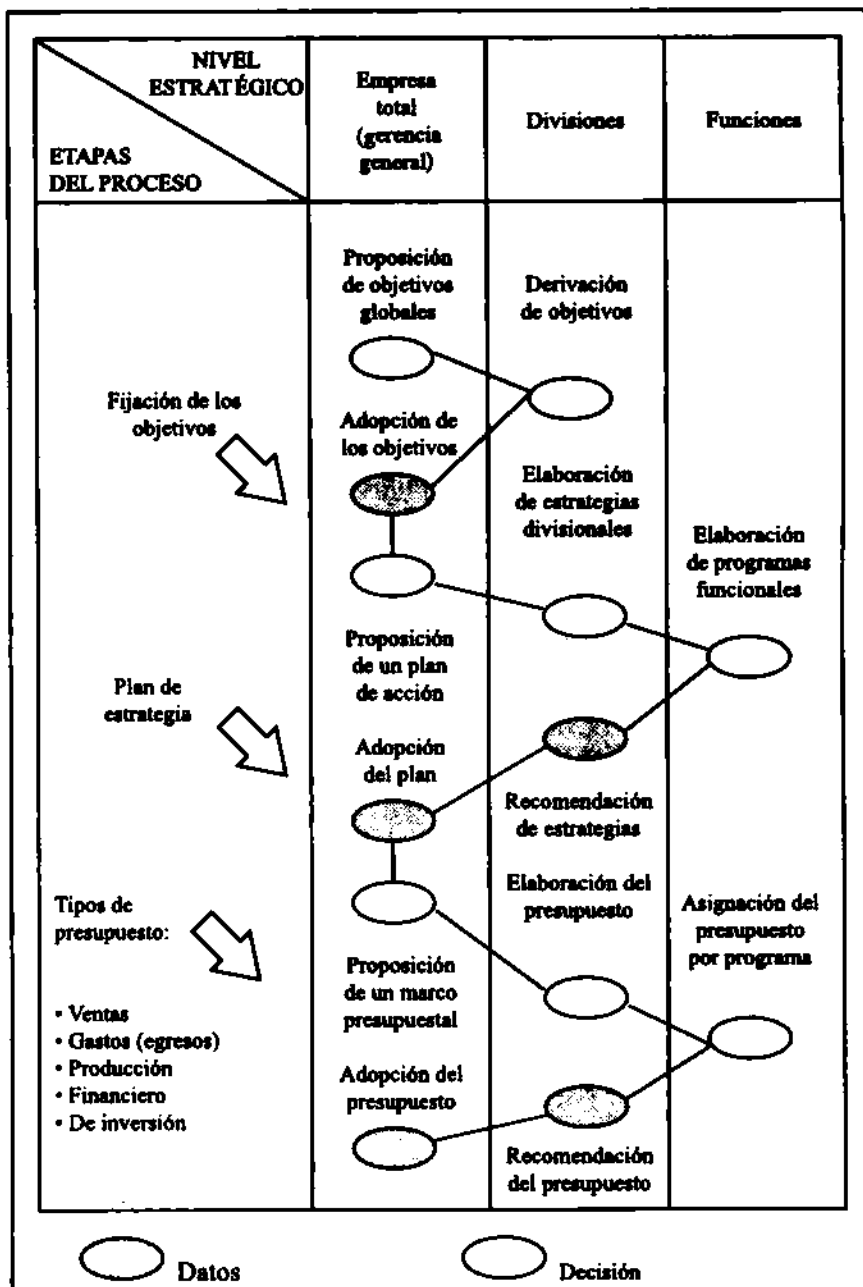 NIVEL
ESTRATÉGICO
ETAPAS
DEL PROCESO
Empresa
total
(gerencia
general)
Divisiones
Funciones
Fijación de los
objetivos
Proposición
de objetivos
globales
Derivación
de objetivos
Adopción de
los objetivos
Elaboración
de estrategias
divisionales
Elaboración
de programas
funcionales
Plan de
estrategia
Proposición
de un plan
de acción
Adopción
del plan
Recomendación
de estrategias
Tipos de
presupuesto:
• Ventas
• Gastos (egresos)
• Producción
• Financiero
• De inversión
Elaboración del
presupuesto
Asignación del
presupuesto
por programa
Proposición
de un marco
presupuestal
Adopción del
presupuesto
Recomendación
del presupuesto
Datos
Decisión